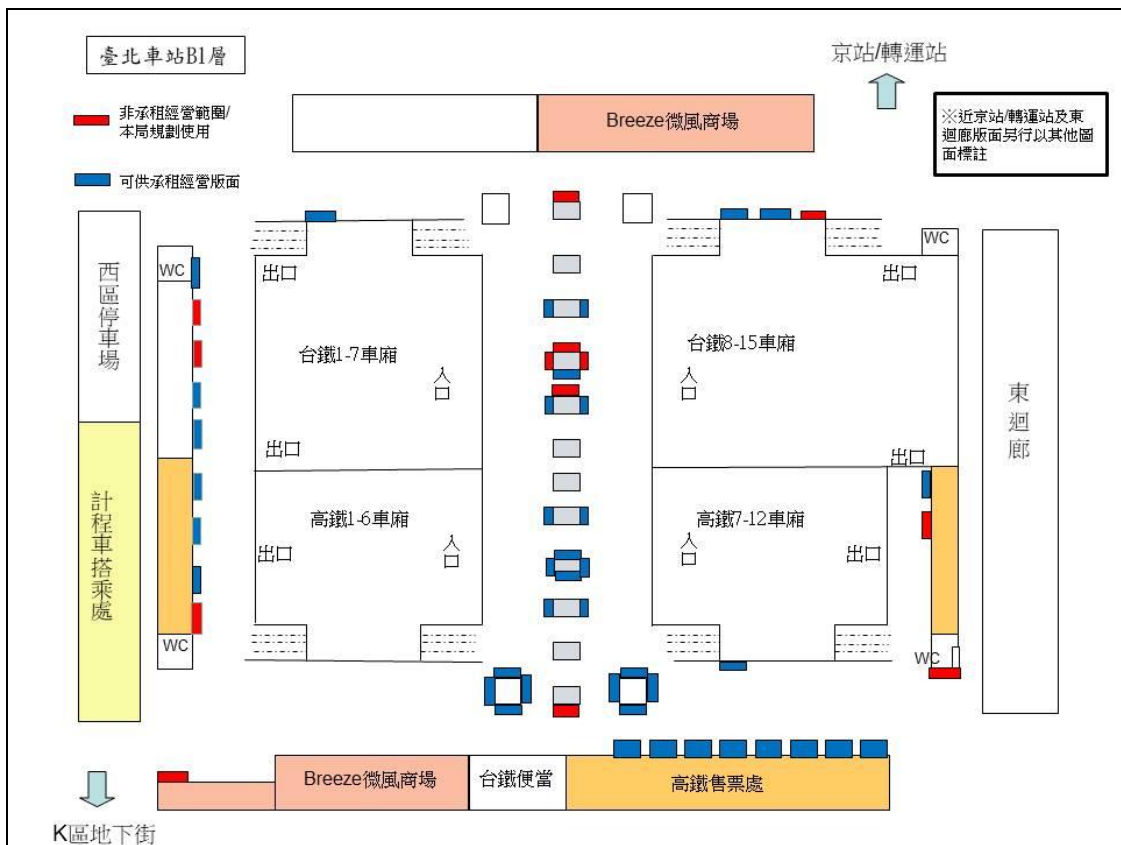 臺北車站B1層
京站/轉運站
非承租經營範圍/
本局規劃使用
可供承租經營版面
Breeze微風商場
※近京站/轉運站及東
迴廊版面另行以其他圖
面標註
WC
WC
出口
出口
西區停車場
台鐵1-7車廂
台鐵8-15車廂
入口
入口
東迴廊
出口
出口
計程車搭乘處
高鐵1-6車廂
高鐵7-12車廂
入口
入口
出口
出口
WC
WC
Breeze微風商場
台鐵便當
高鐵售票處
K區地下街